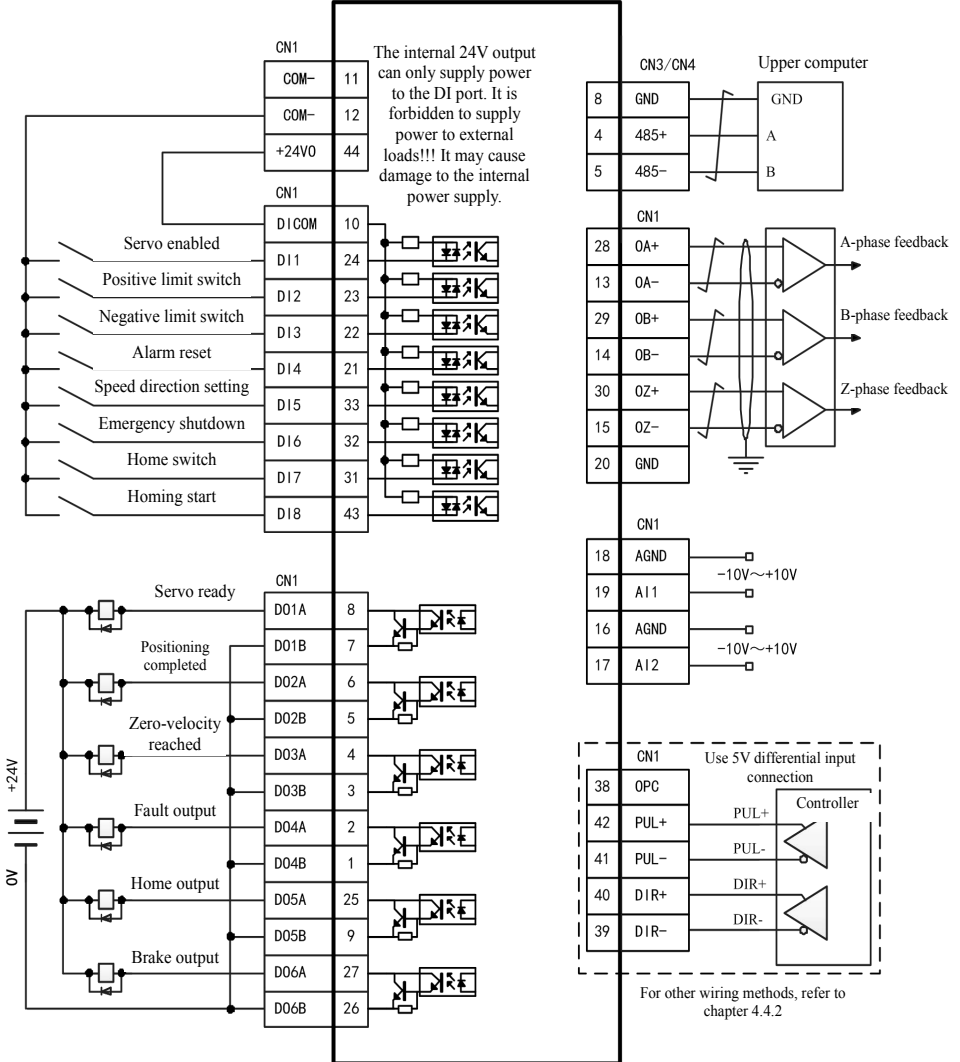 CN1
COM- 11
COM- 12
+24VO 44
The internal 24V output
can only supply power
to the DI port. It is
forbidden to supply
power to external
loads!!! It may cause
damage to the internal
power supply.
CN1
DICOM 10
Servo enabled DI1 24
Positive limit switch DI2 23
Negative limit switch DI3 22
Alarm reset DI4 21
Speed direction setting DI5 33
Emergency shutdown DI6 32
Home switch DI7 31
Homing start DI8 43
CN1
Servo ready DO1A 8
DO1B 7
Positioning
completed
DO2A 6
DO2B 5
Zero-velocity
reached
DO3A 4
DO3B 3
Fault output DO4A 2
DO4B 1
Home output DO5A 25
DO5B 9
Brake output DO6A 27
DO6B 26
+24V
0V
CN3/CN4 Upper computer
8 GND GND
4 485+ A
5 485- B
CN1
28 OA+ A-phase feedback
13 OA-
29 OB+ B-phase feedback
14 OB-
30 OZ+ Z-phase feedback
15 OZ-
20 GND
CN1
18 AGND
-10V～+10V
19 AI1
16 AGND
-10V～+10V
17 AI2
CN1
Use 5V differential input
connection
38 OPC Controller
42 PUL+ PUL+
41 PUL- PUL-
40 DIR+ DIR+
39 DIR- DIR-
For other wiring methods, refer to
chapter 4.4.2